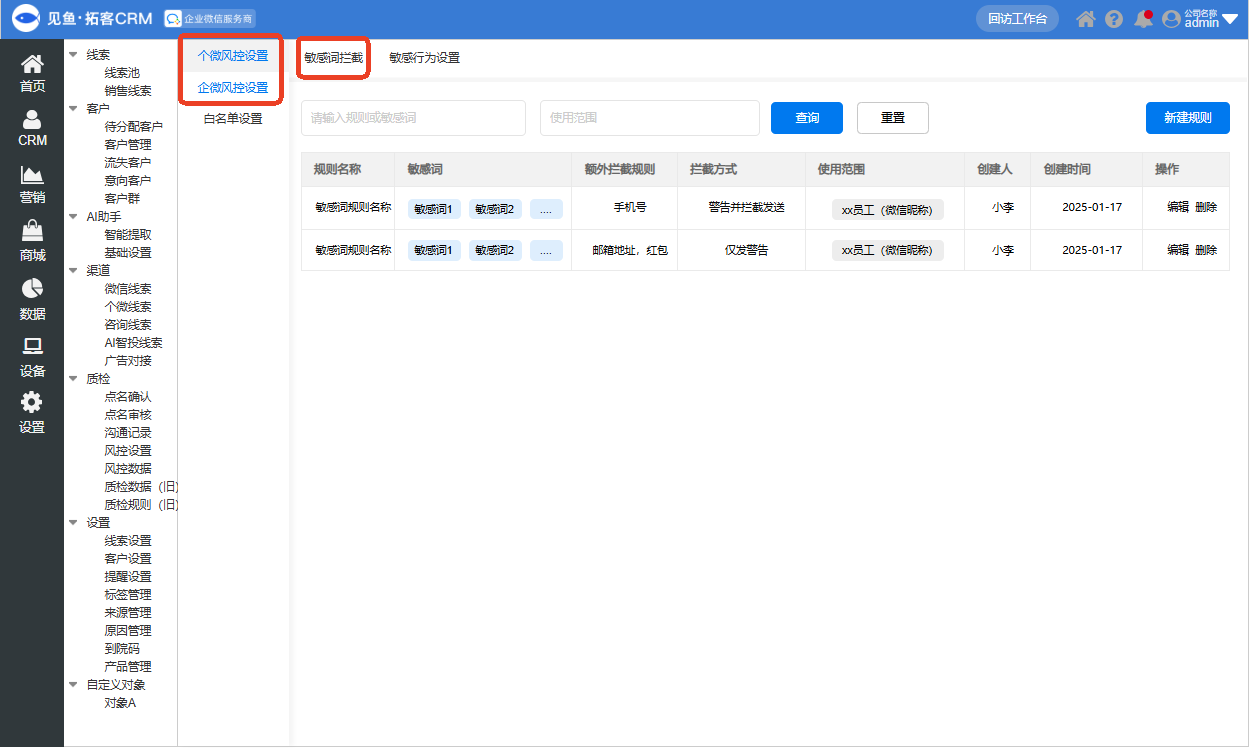 见鱼·拓客CRM 企业微信服务商 回访工作台 公司名称
admin
首页
CRM
营销
商城
数据
设备
设置
线索
线索池
销售线索
客户
待分配客户
客户管理
流失客户
意向客户
客户群
AI助手
智能提取
基础设置
渠道
微信线索
个微线索
咨询线索
AI智投线索
广告对接
质检
点名确认
点名审核
沟通记录
风控设置
风控数据
质检数据（旧）
质检规则（旧）
设置
线索设置
客户设置
提醒设置
标签管理
来源管理
原因管理
到院码
产品管理
自定义对象
对象A
个微风控设置
企微风控设置
白名单设置
敏感词拦截 敏感行为设置
请输入规则或敏感词 使用范围 查询 重置 新建规则
规则名称 敏感词 额外拦截规则 拦截方式 使用范围 创建人 创建时间 操作
敏感词规则名称 敏感词1 敏感词2 .... 手机号 警告并拦截发送 xx员工（微信昵称） 小李 2025-01-17 编辑 删除
敏感词规则名称 敏感词1 敏感词2 .... 邮箱地址，红包 仅发警告 xx员工（微信昵称） 小李 2025-01-17 编辑 删除